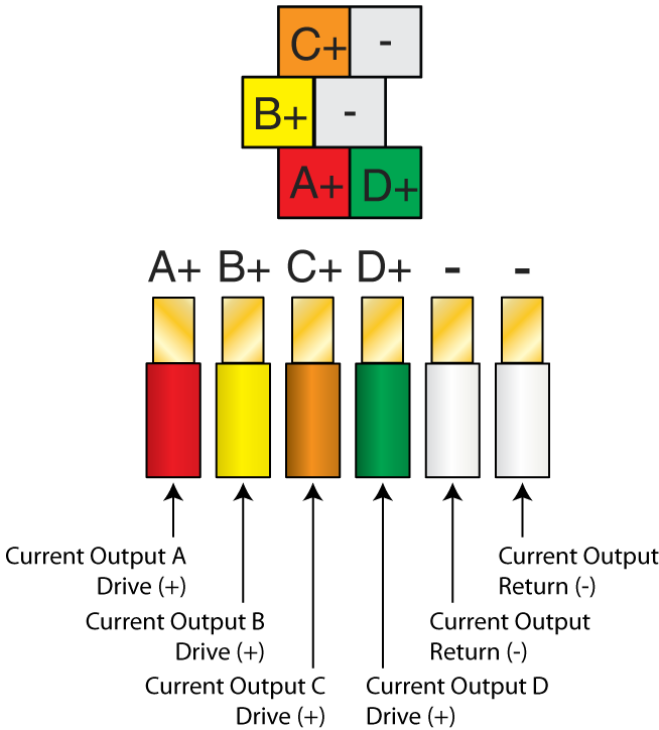 C+ -
B+ -
A+ D+
A+ B+ C+ D+ - -
Current Output A
Drive (+)
Current Output
Return (-)
Current Output B
Drive (+)
Current Output
Return (-)
Current Output C
Drive (+)
Current Output D
Drive (+)